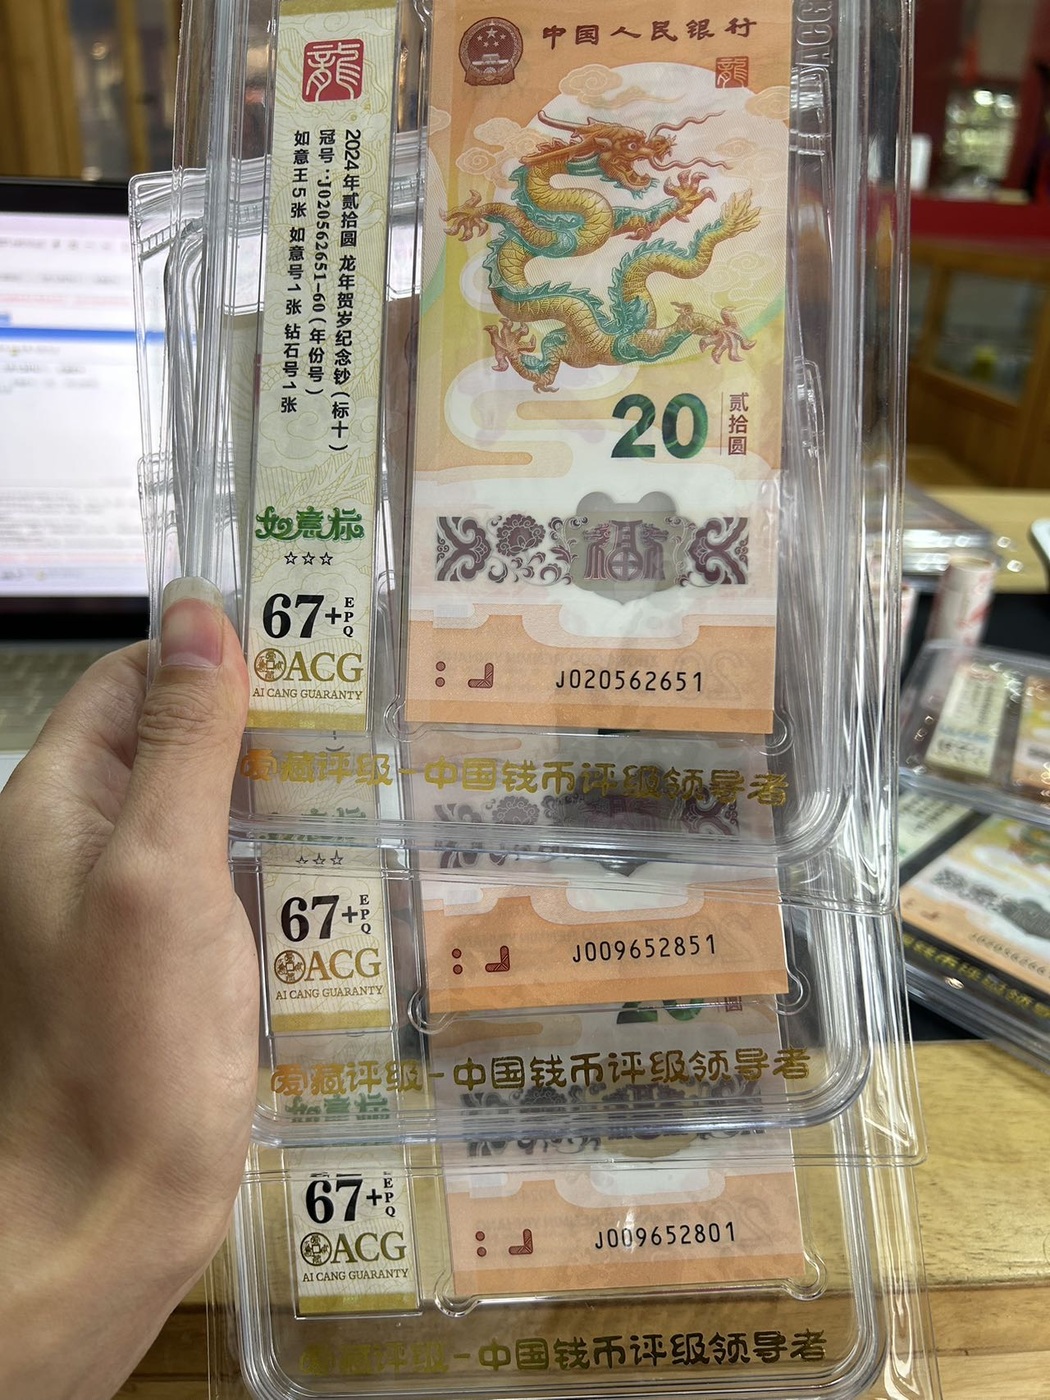 龍
2024年贰拾圆 龙年贺岁纪念钞（标十）
冠号：J020562651-60（年份号）
如意王5张 如意号1张 钻石号1张
如意标
67+
EPQ
ACG
AI CANG GUARANTY
中国人民银行
龍
20
贰拾圆
福
J020562651
爱藏评级-中国钱币评级领导者
67+
EPQ
ACG
AI CANG GUARANTY
J009652851
爱藏评级-中国钱币评级领导者
67+
EPQ
ACG
AI CANG GUARANTY
J009652801
爱藏评级-中国钱币评级领导者